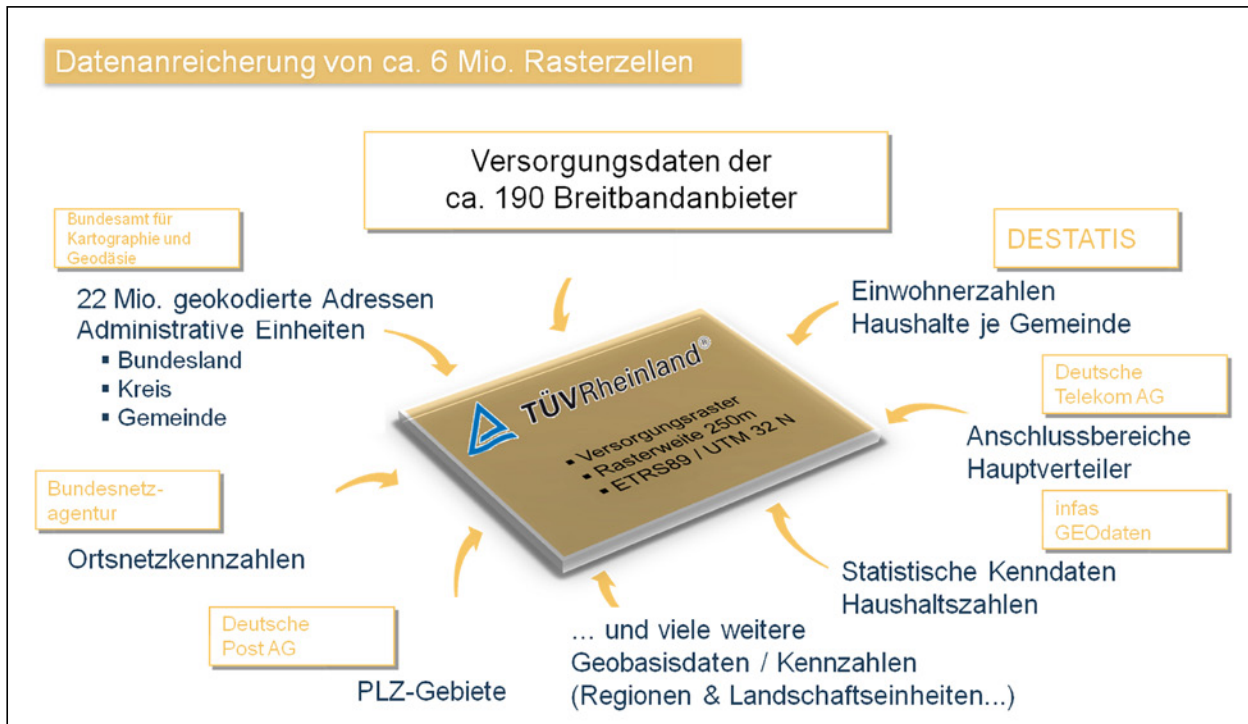 Datenanreicherung von ca. 6 Mio. Rasterzellen
Versorgungsdaten der
ca. 190 Breitbandanbieter
Bundesamt für
Kartographie und
Geodäsie
22 Mio. geokodierte Adressen
Administrative Einheiten
▪ Bundesland
▪ Kreis
▪ Gemeinde
DESTATIS
Einwohnerzahlen
Haushalte je Gemeinde
TÜVRheinland®
▪ Versorgungsraster
▪ Rasterweite 250m
▪ ETRS89 / UTM 32 N
Deutsche
Telekom AG
Anschlussbereiche
Hauptverteiler
Bundesnetz-
agentur
Ortsnetzkennzahlen
infas
GEOdaten
Statistische Kenndaten
Haushaltszahlen
Deutsche
Post AG
PLZ-Gebiete
... und viele weitere
Geobasisdaten / Kennzahlen
(Regionen & Landschaftseinheiten...)